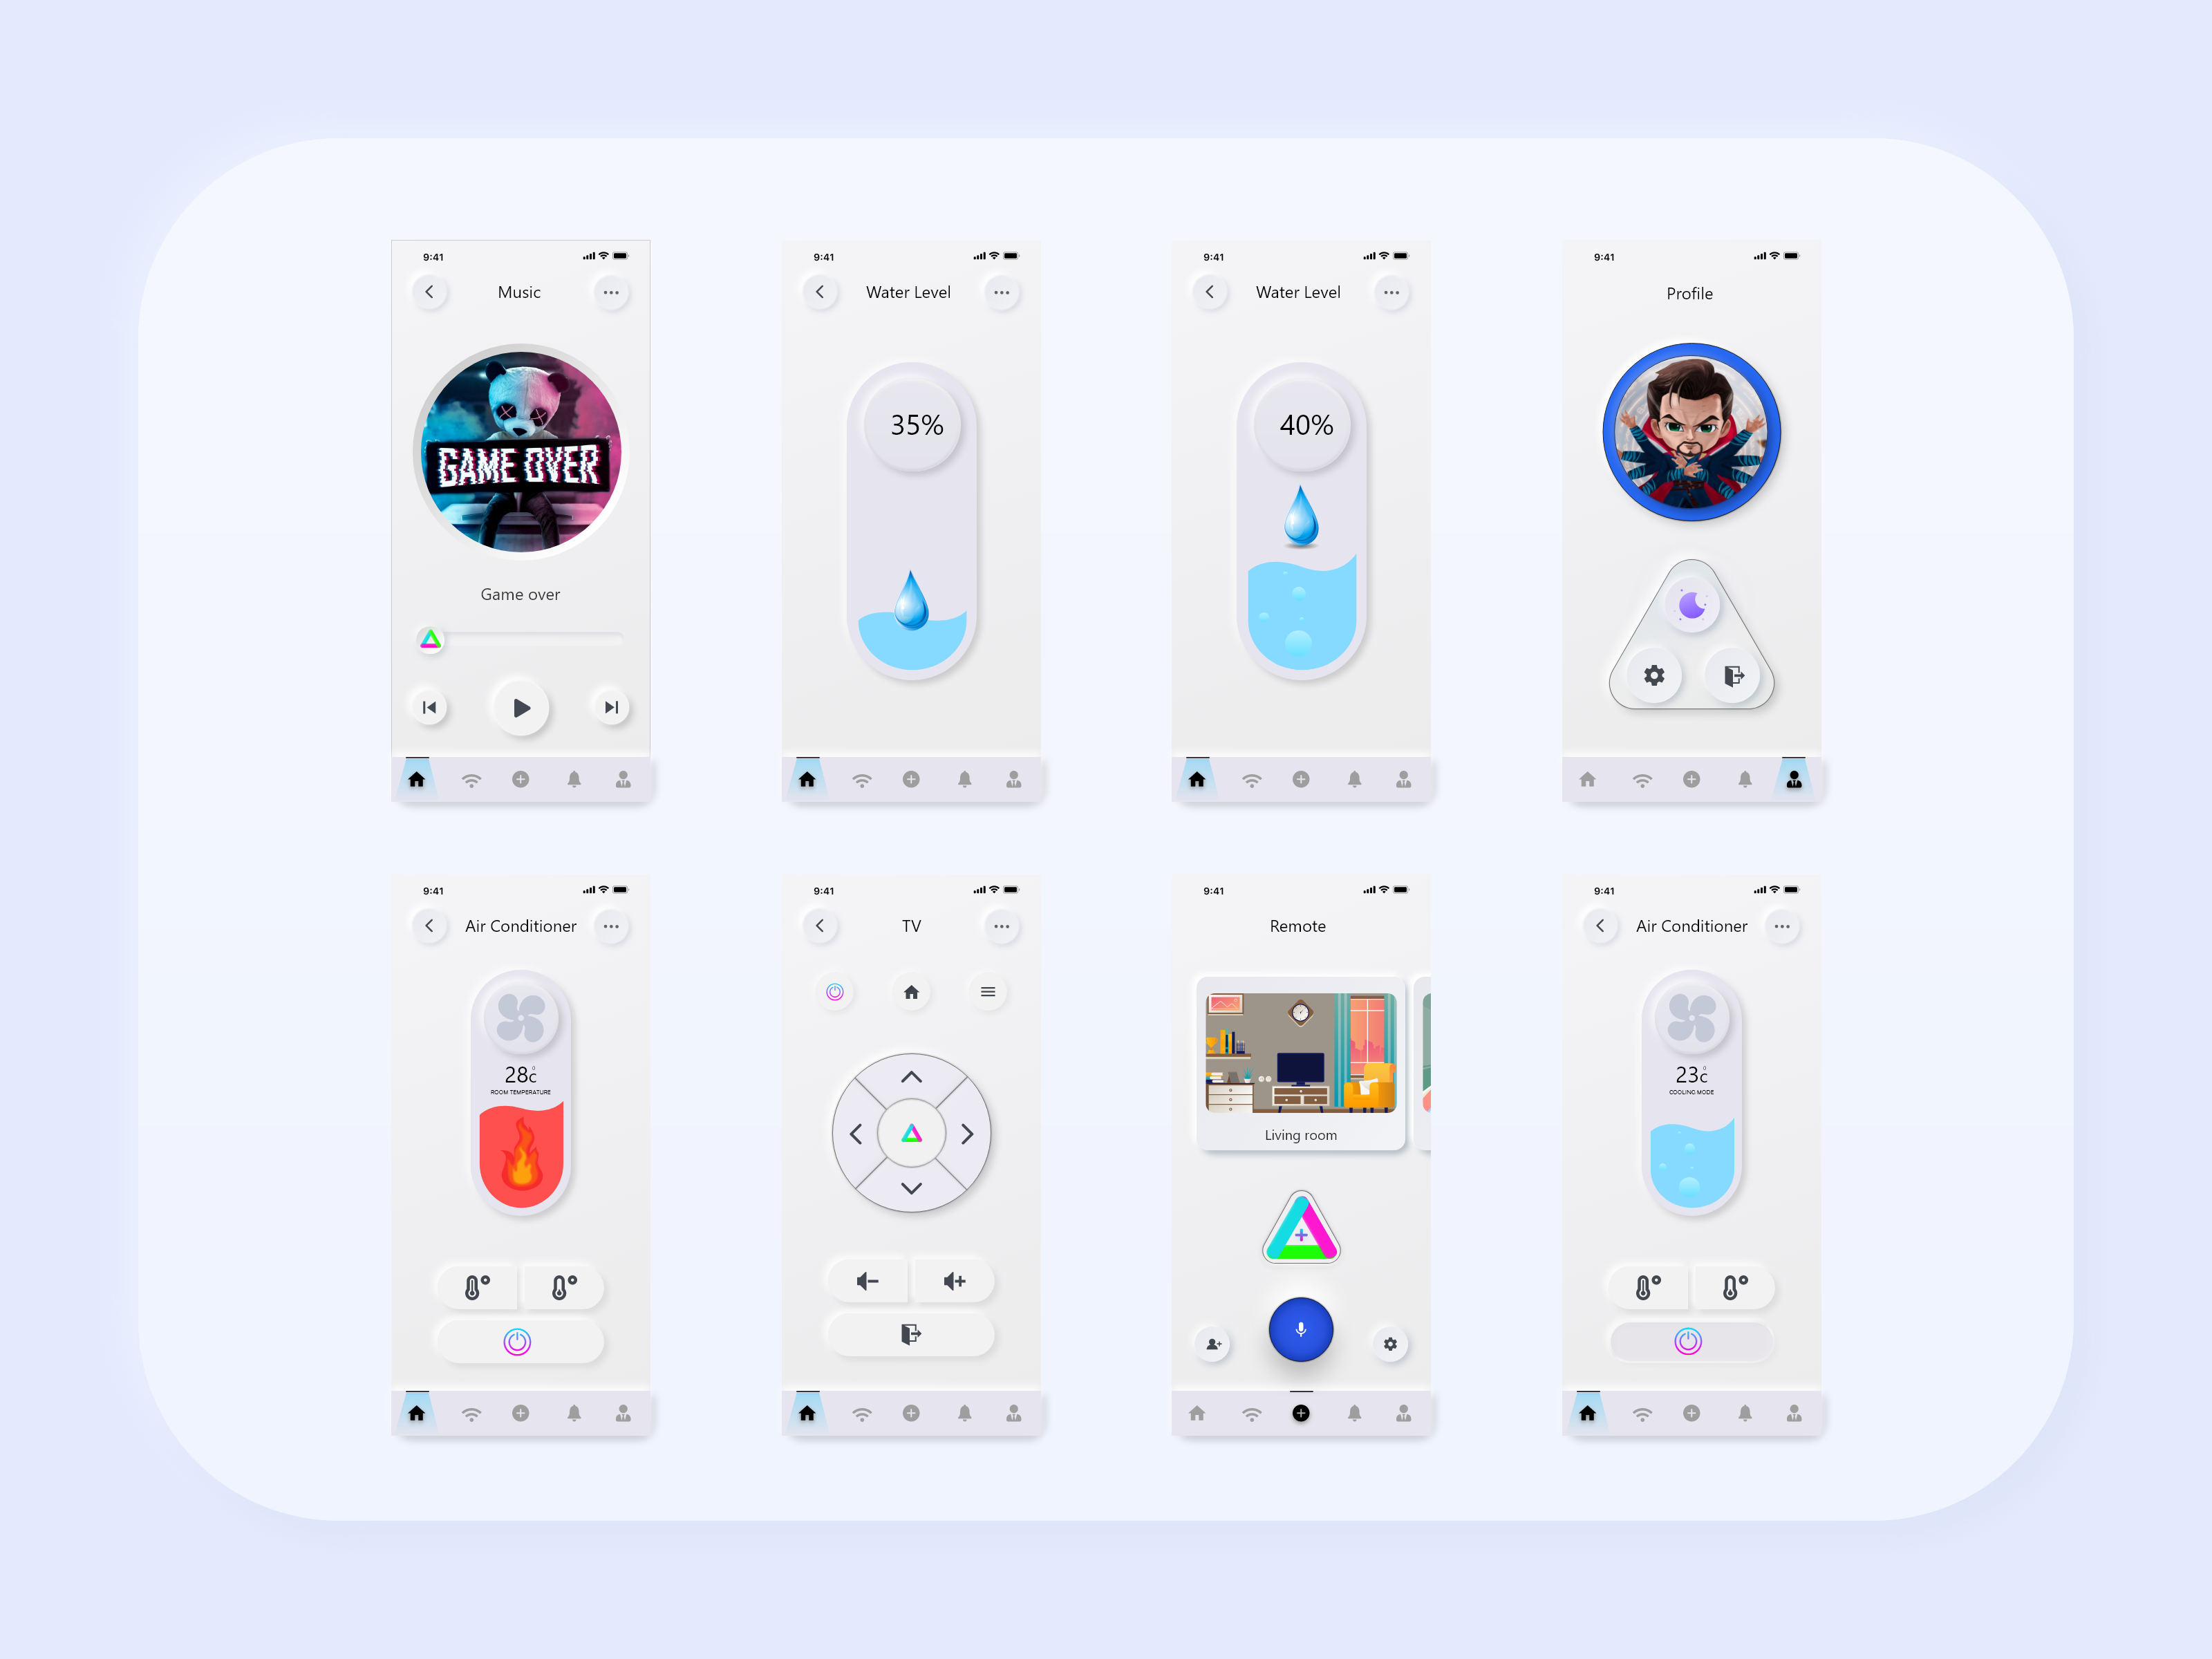 9:41
Music
GAME OVER
Game over
9:41
Water Level
35%
9:41
Water Level
40%
9:41
Profile
9:41
Air Conditioner
28°c
ROOM TEMPERATURE
9:41
TV
9:41
Remote
Living room
9:41
Air Conditioner
23°c
COOLING MODE